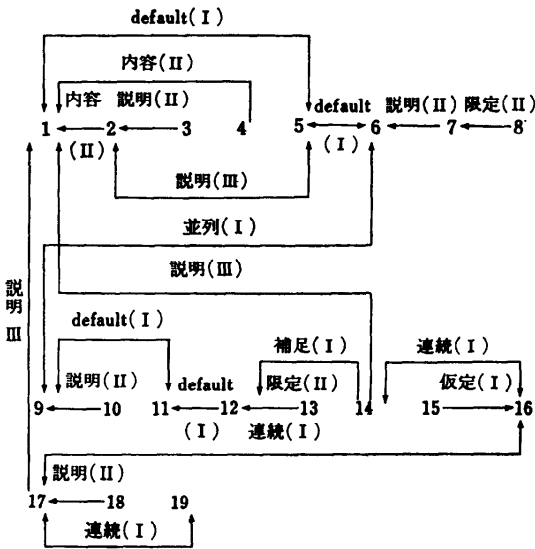 default(Ⅰ)
内容(Ⅱ)
内容 説明(Ⅱ) default 説明(Ⅱ) 限定(Ⅱ)
1 2 3 4 5 6 7 8
(Ⅱ) (Ⅰ)
説明(Ⅲ)
並列(Ⅰ)
説明(Ⅲ)
説明Ⅲ
default(Ⅰ)
補足(Ⅰ) 連続(Ⅰ)
説明(Ⅱ) default 限定(Ⅱ) 仮定(Ⅰ)
9 10 11 12 13 14 15 16
(Ⅰ) 連続(Ⅰ)
説明(Ⅱ)
17 18 19
連続(Ⅰ)